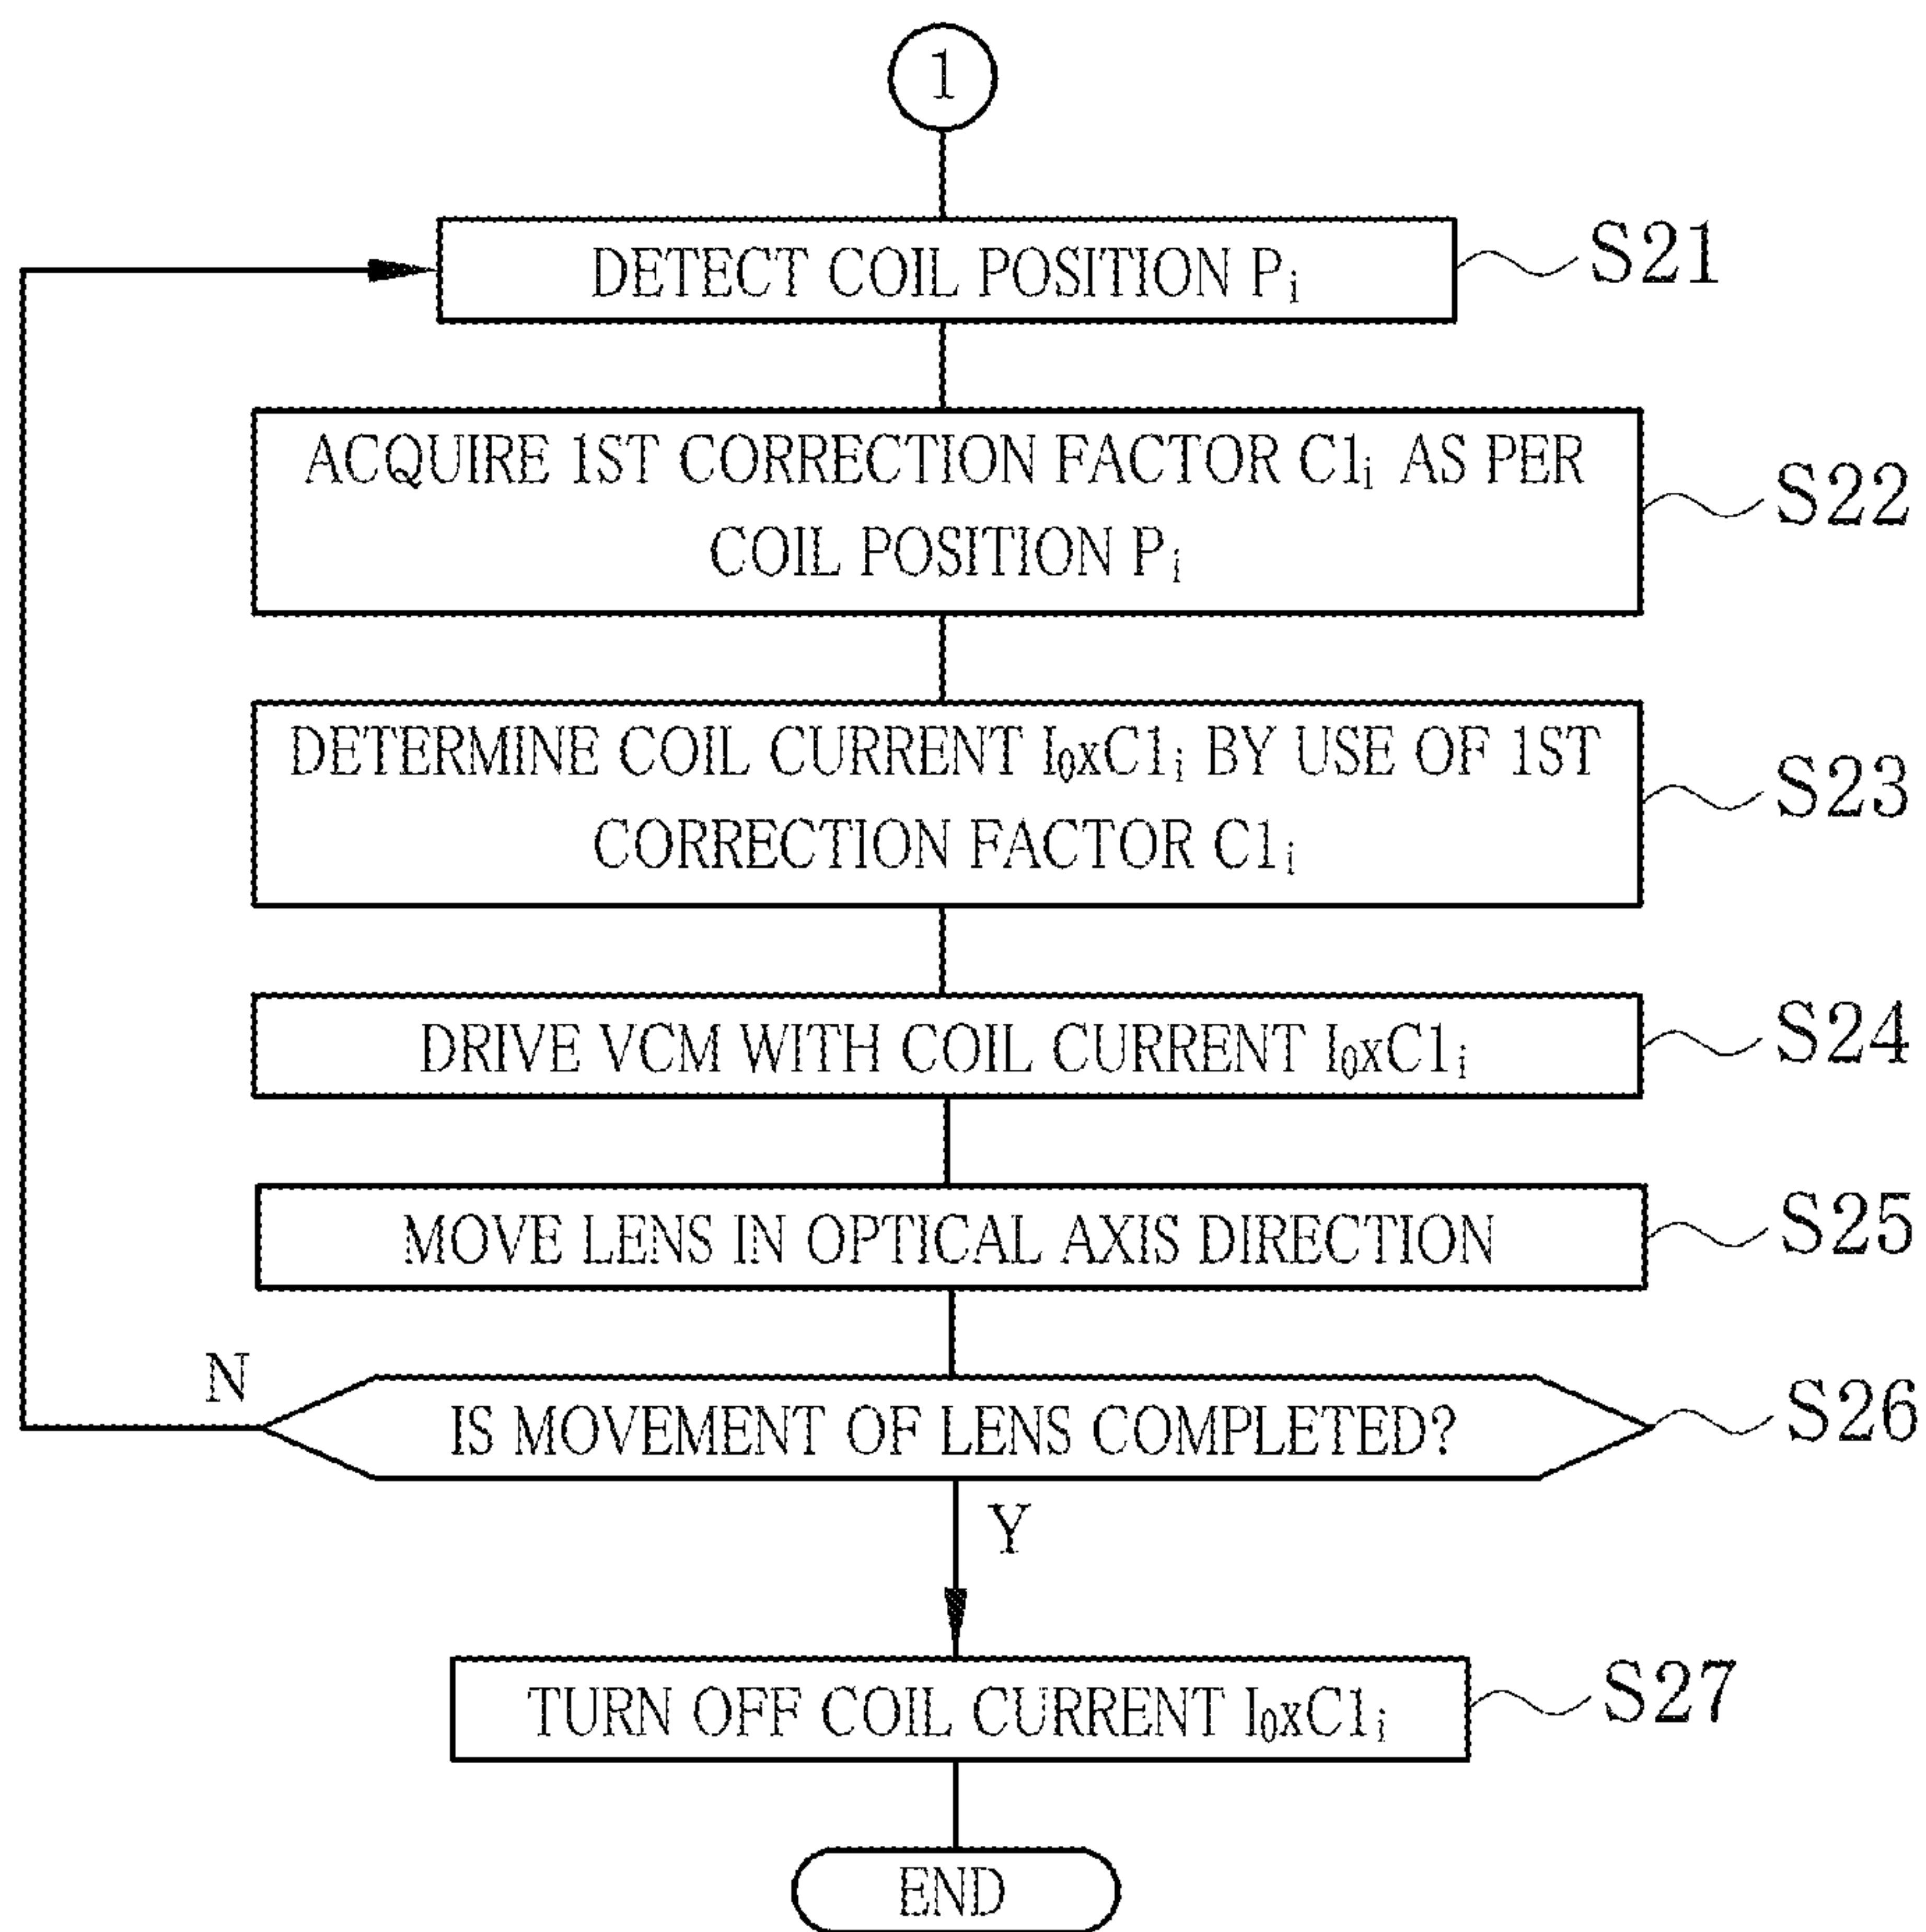 1
DETECT COIL POSITION Pᵢ
S21
ACQUIRE 1ST CORRECTION FACTOR C1ᵢ AS PER
COIL POSITION Pᵢ
S22
DETERMINE COIL CURRENT I₀xC1ᵢ BY USE OF 1ST
CORRECTION FACTOR C1ᵢ
S23
DRIVE VCM WITH COIL CURRENT I₀xC1ᵢ
S24
MOVE LENS IN OPTICAL AXIS DIRECTION
S25
N
IS MOVEMENT OF LENS COMPLETED?
S26
Y
TURN OFF COIL CURRENT I₀xC1ᵢ
S27
END